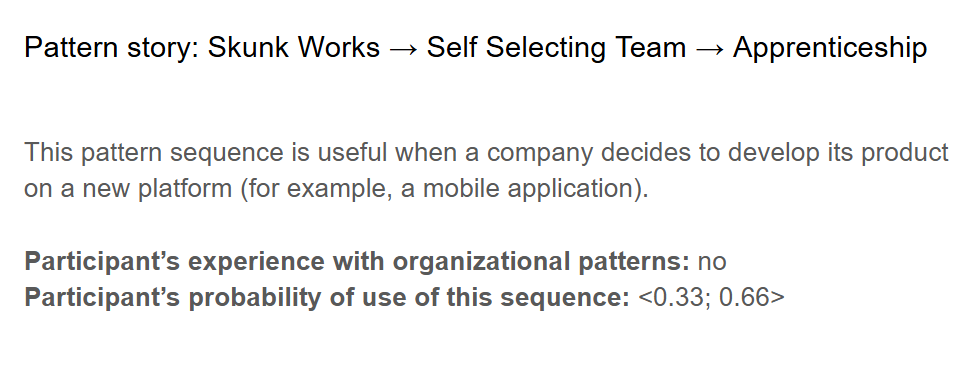 Pattern story: Skunk Works → Self Selecting Team → Apprenticeship
This pattern sequence is useful when a company decides to develop its product
on a new platform (for example, a mobile application).
Participant’s experience with organizational patterns: no
Participant’s probability of use of this sequence: <0.33; 0.66>